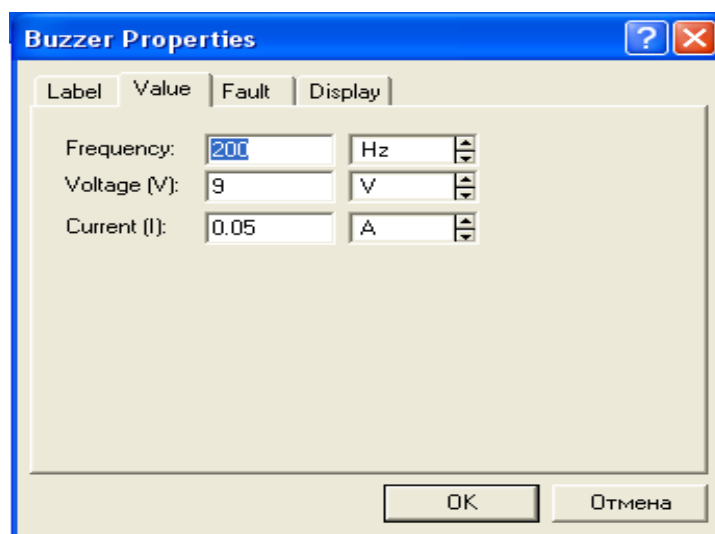 Buzzer Properties
Label Value Fault Display
Frequency: 200 Hz
Voltage (V): 9 V
Current (I): 0.05 A
OK Отмена